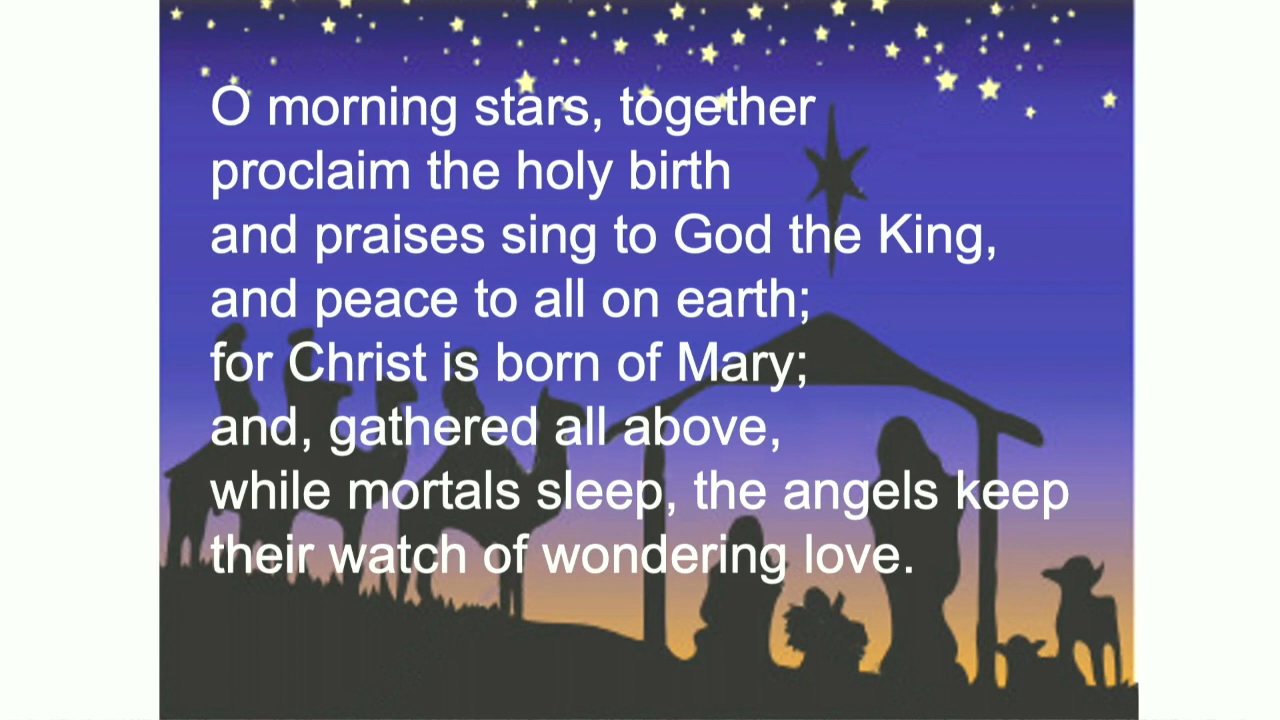 O morning stars, together
proclaim the holy birth
and praises sing to God the King,
and peace to all on earth;
for Christ is born of Mary;
and, gathered all above,
while mortals sleep, the angels keep
their watch of wondering love.